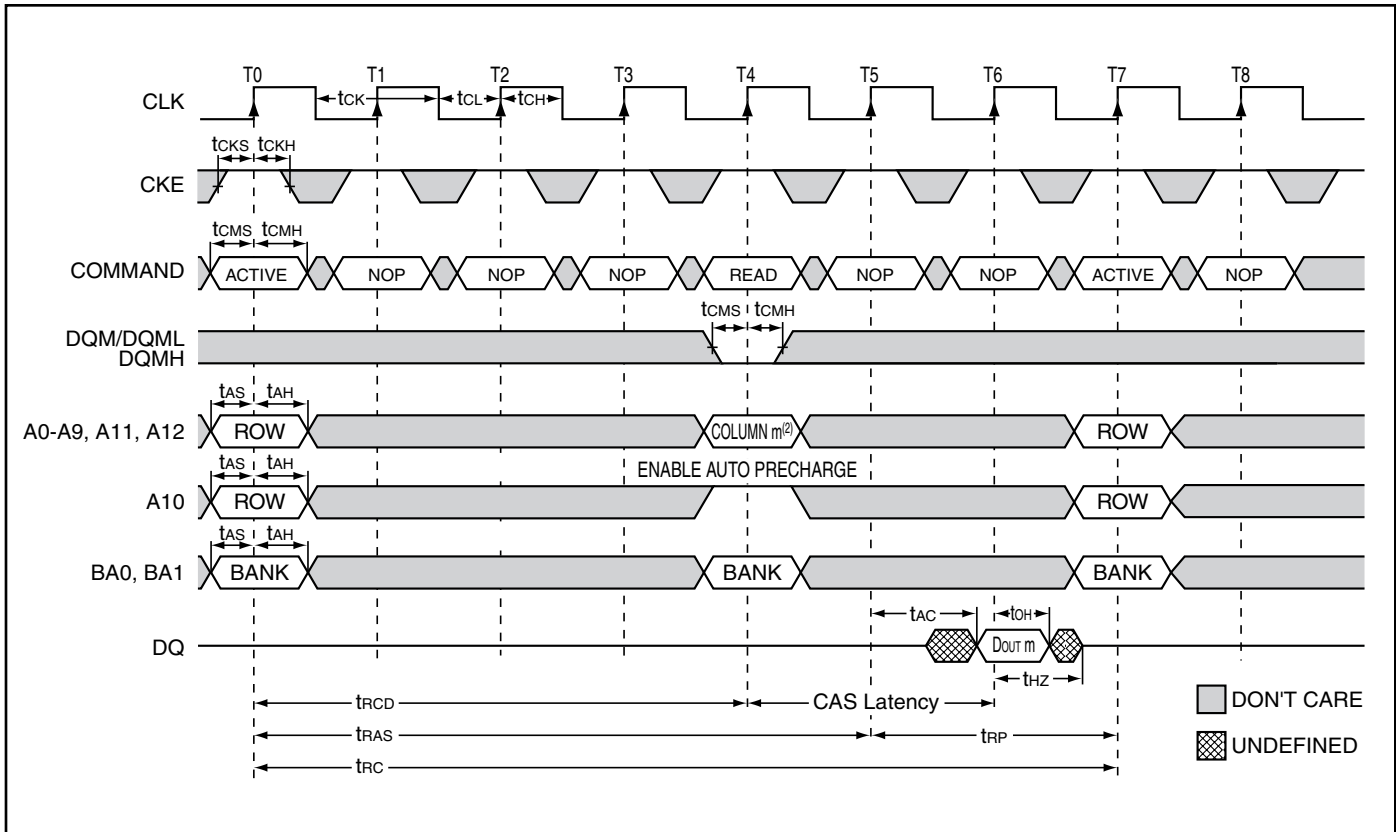 T0 T1 T2 T3 T4 T5 T6 T7 T8
CLK tCK tCL tCH
tCKS tCKH
CKE
tCMS tCMH
COMMAND ACTIVE NOP NOP NOP READ NOP NOP ACTIVE NOP
tCMS tCMH
DQM/DQML
DQMH
tAS tAH
A0-A9, A11, A12 ROW COLUMN m(2) ROW
tAS tAH ENABLE AUTO PRECHARGE
A10 ROW ROW
tAS tAH
BA0, BA1 BANK BANK BANK
tAC tOH
DQ DOUT m
tHZ
tRCD CAS Latency
DON'T CARE
tRAS tRP
UNDEFINED
tRC